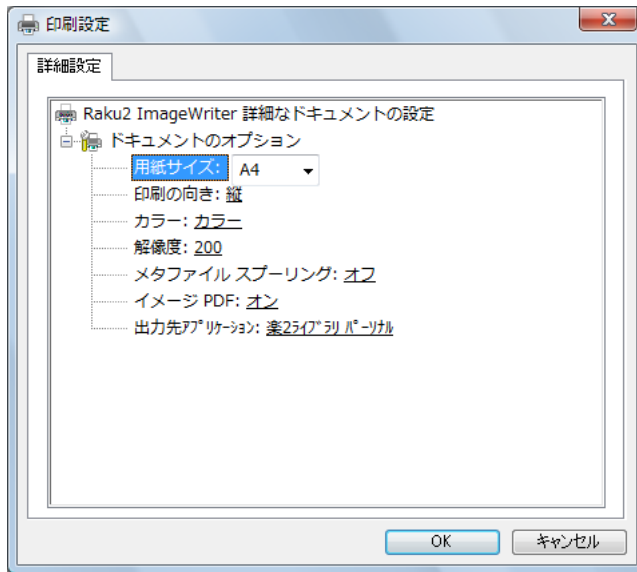 印刷設定
詳細設定
Raku2 ImageWriter 詳細なドキュメントの設定
ドキュメントのオプション
用紙サイズ: A4
印刷の向き: 縦
カラー: カラー
解像度: 200
メタファイル スプーリング: オフ
イメージ PDF: オン
出力先ｱﾌﾟﾘｹｰｼｮﾝ: 楽2ﾗｲﾌﾞﾗﾘ ﾊﾟｰｿﾅﾙ
OK キャンセル